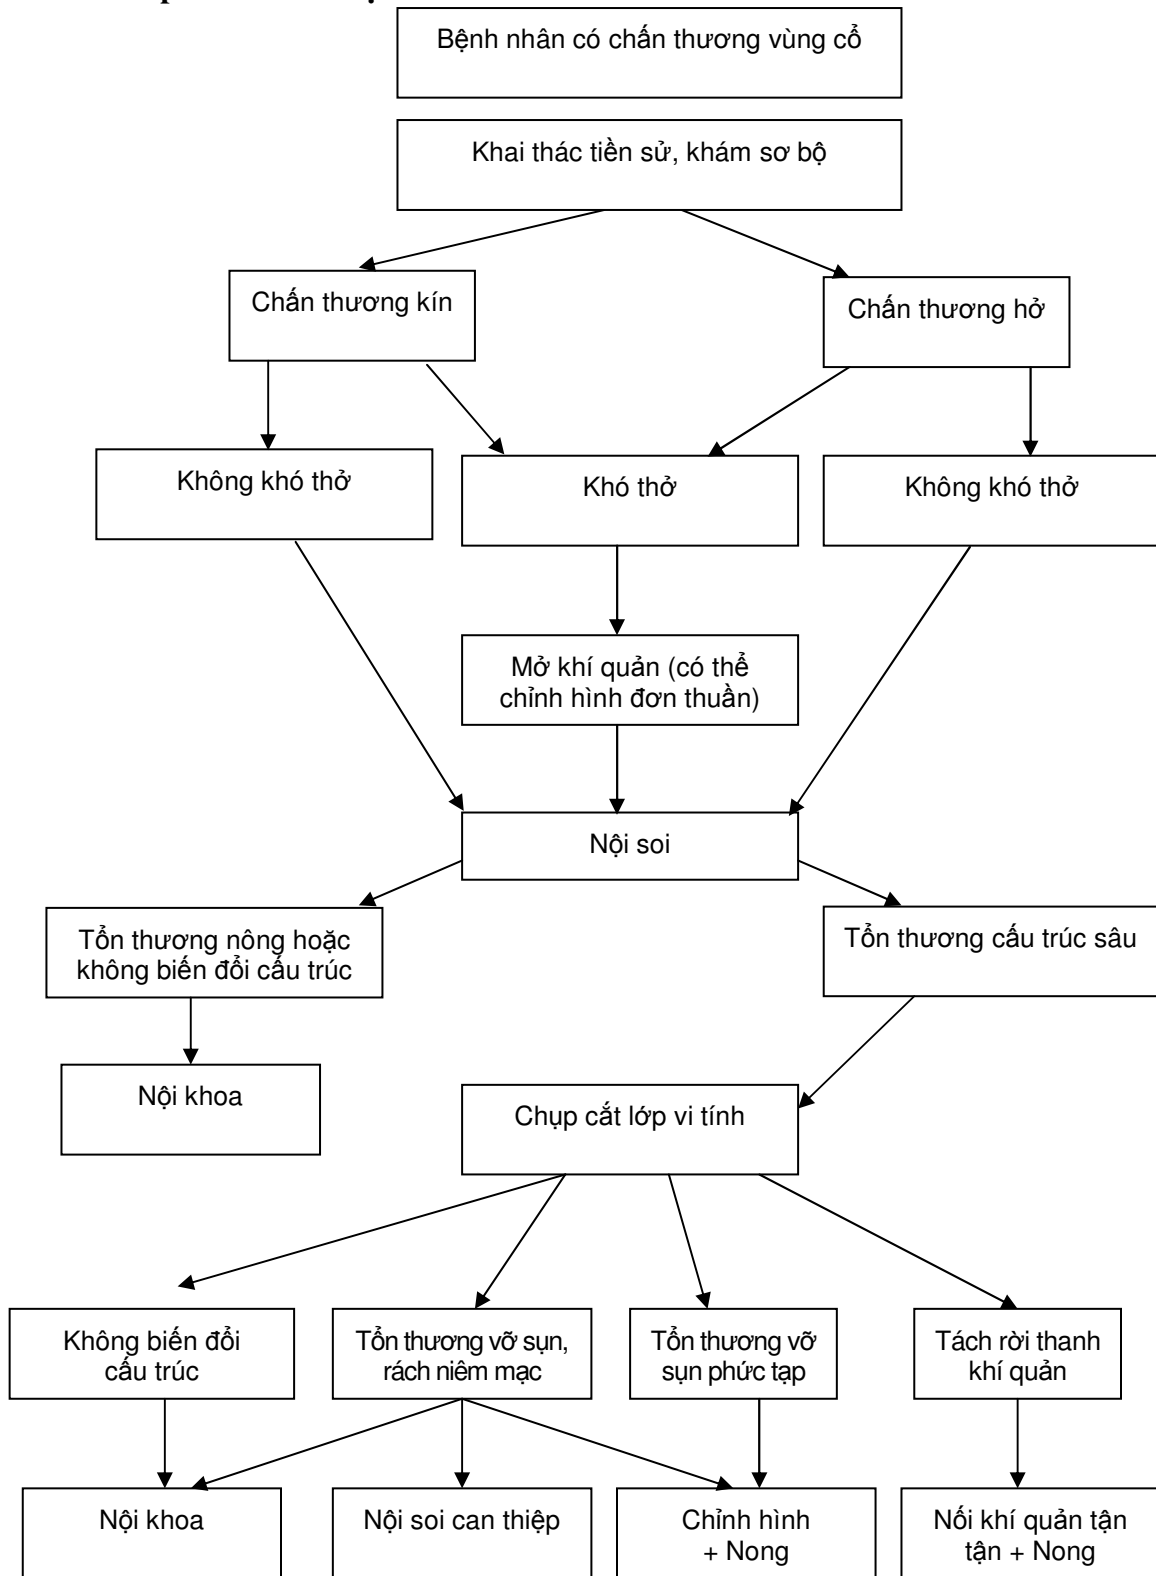 Bệnh nhân có chấn thương vùng cổ
Khai thác tiền sử, khám sơ bộ
Chấn thương kín
Chấn thương hở
Không khó thở
Khó thở
Không khó thở
Mở khí quản (có thể
chỉnh hình đơn thuần)
Nội soi
Tổn thương nông hoặc
không biến đổi cấu trúc
Tổn thương cấu trúc sâu
Nội khoa
Chụp cắt lớp vi tính
Không biến đổi
cấu trúc
Tổn thương vỡ sụn,
rách niêm mạc
Tổn thương vỡ
sụn phức tạp
Tách rời thanh
khí quản
Nội khoa
Nội soi can thiệp
Chỉnh hình
+ Nong
Nối khí quản tận
tận + Nong